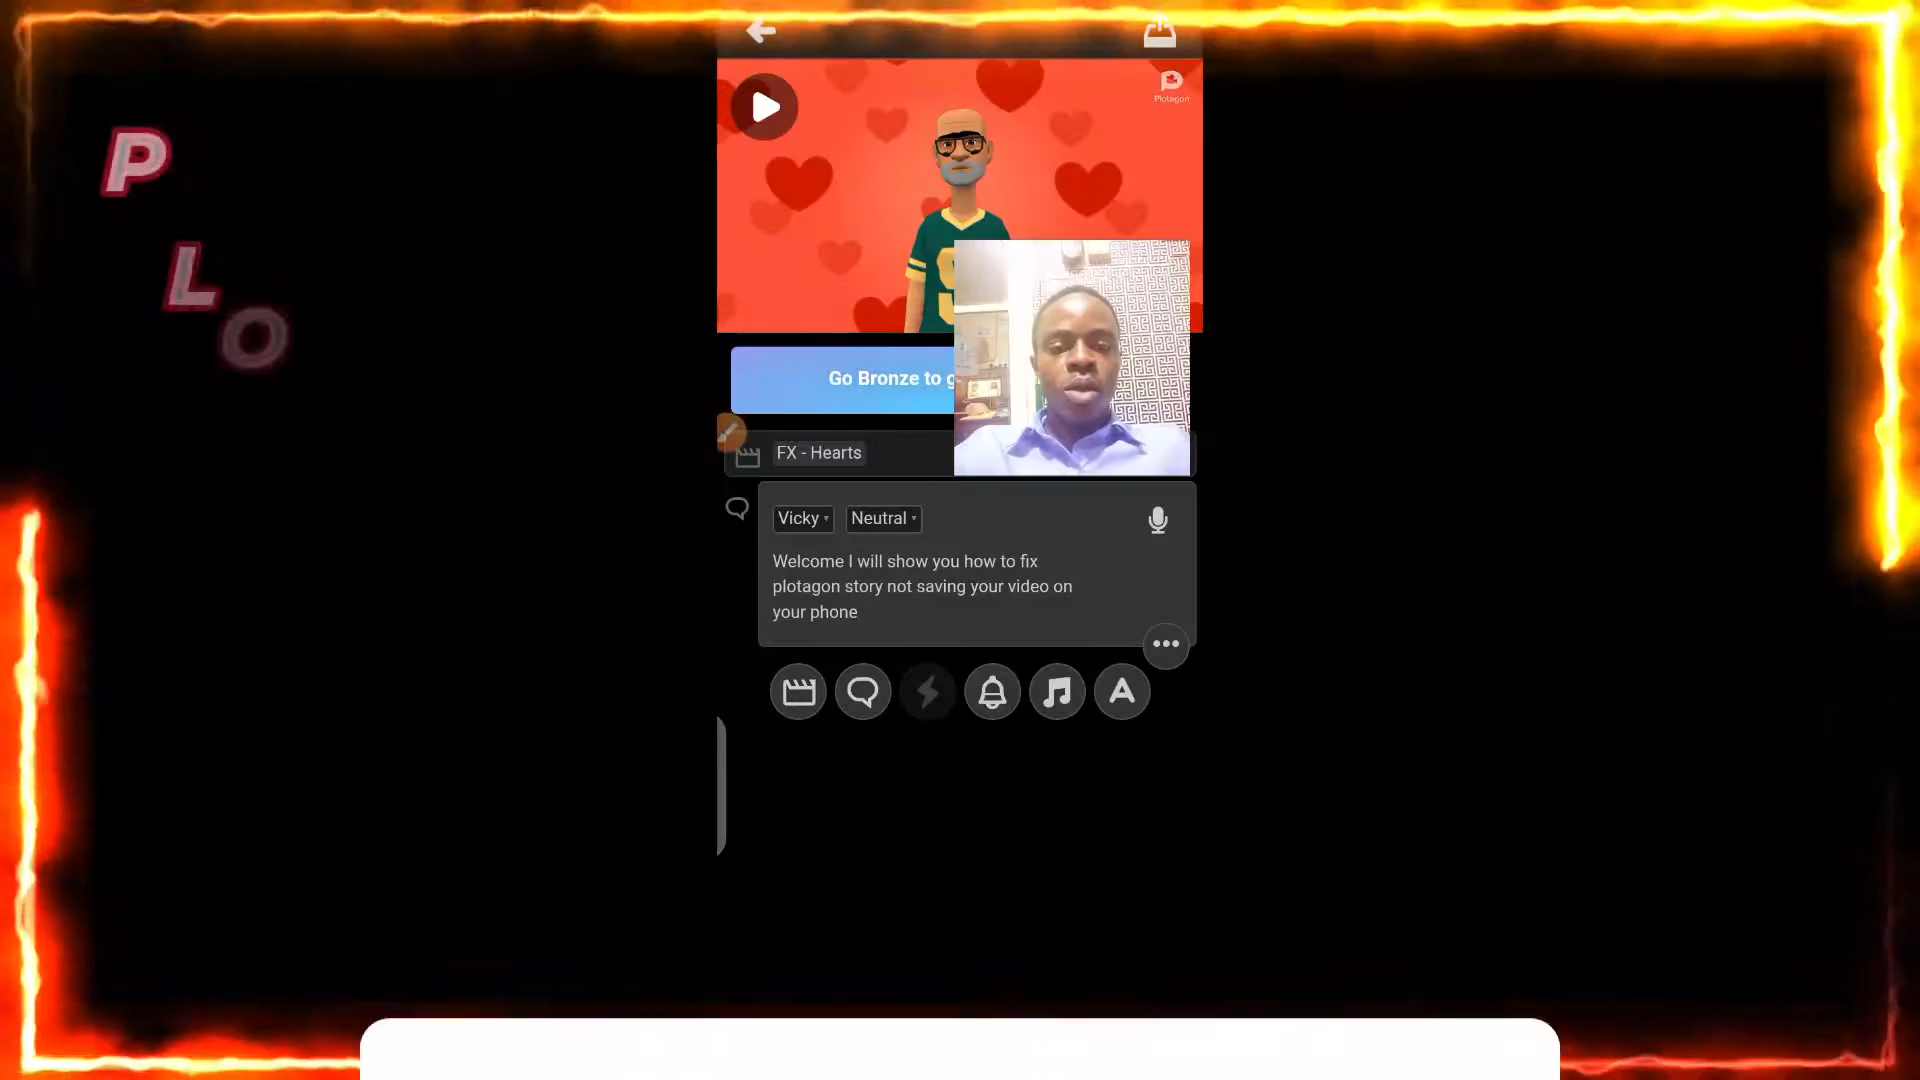 P
L
O
Plotagon
Go Bronze to g
FX - Hearts
Vicky
Neutral
Welcome I will show you how to fix
plotagon story not saving your video on
your phone
A